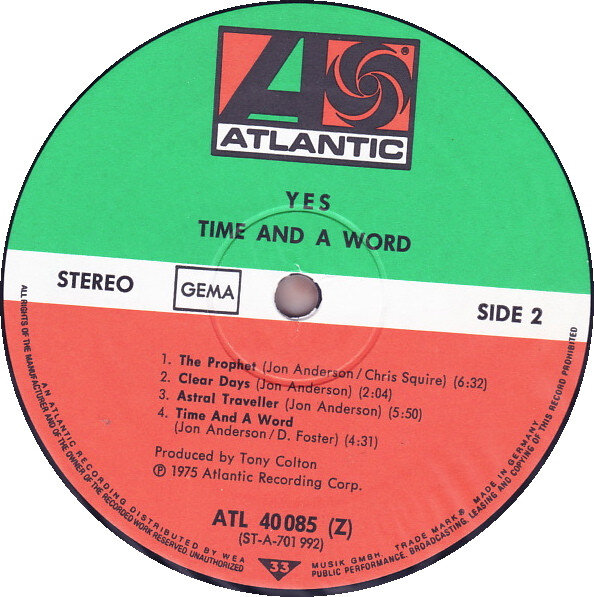 ATLANTIC
YES
TIME AND A WORD
STEREO
GEMA
SIDE 2
1. The Prophet (Jon Anderson/Chris Squire) (6:32)
2. Clear Days (Jon Anderson) (2:04)
3. Astral Traveller (Jon Anderson) (5:50)
4. Time And A Word
(Jon Anderson/D. Foster) (4:31)
Produced by Tony Colton
℗ 1975 Atlantic Recording Corp.
ATL 40085 (Z)
(ST-A-701992)
33
AN ATLANTIC RECORDING DISTRIBUTED BY WEA MUSIK GMBH. TRADE MARK® MADE IN GERMANY
ALL RIGHTS OF THE MANUFACTURER AND OF THE OWNER OF THE RECORDED WORK RESERVED. UNAUTHORIZED PUBLIC PERFORMANCE, BROADCASTING, LEASING AND COPYING OF THIS RECORD PROHIBITED